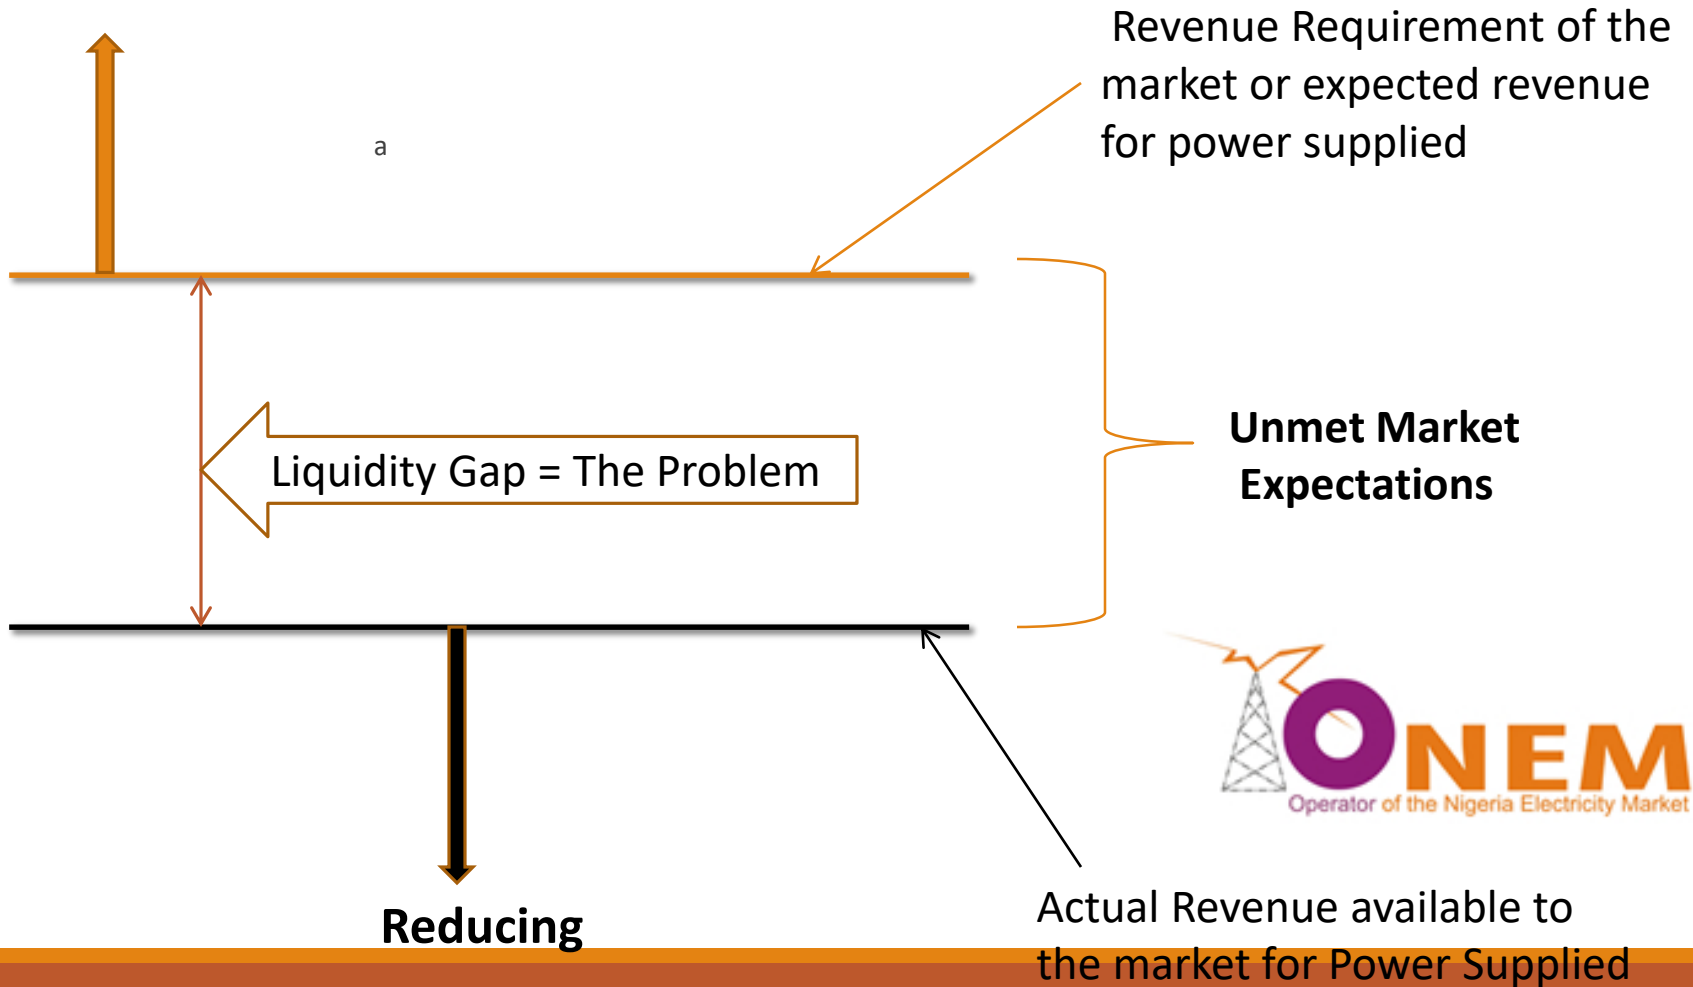 Revenue Requirement of the
market or expected revenue
for power supplied
a
Liquidity Gap = The Problem
Unmet Market
Expectations
ONEM
Operator of the Nigeria Electricity Market
Reducing
Actual Revenue available to
the market for Power Supplied